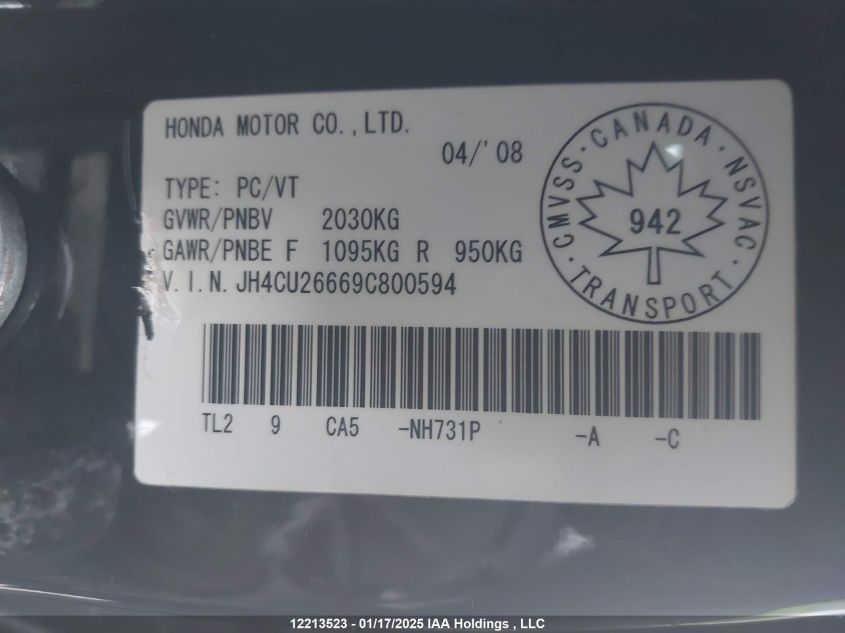 HONDA MOTOR CO.,LTD.
04/'08
TYPE: PC/VT
GVWR/PNBV 2030KG
GAWR/PNBE F 1095KG R 950KG
V.I.N. JH4CU26669C800594
CMVSS · CANADA · NSVAC · TRANSPORT ·
942
TL2 9 CA5 -NH731P -A -C
12213523 - 01/17/2025 IAA Holdings , LLC